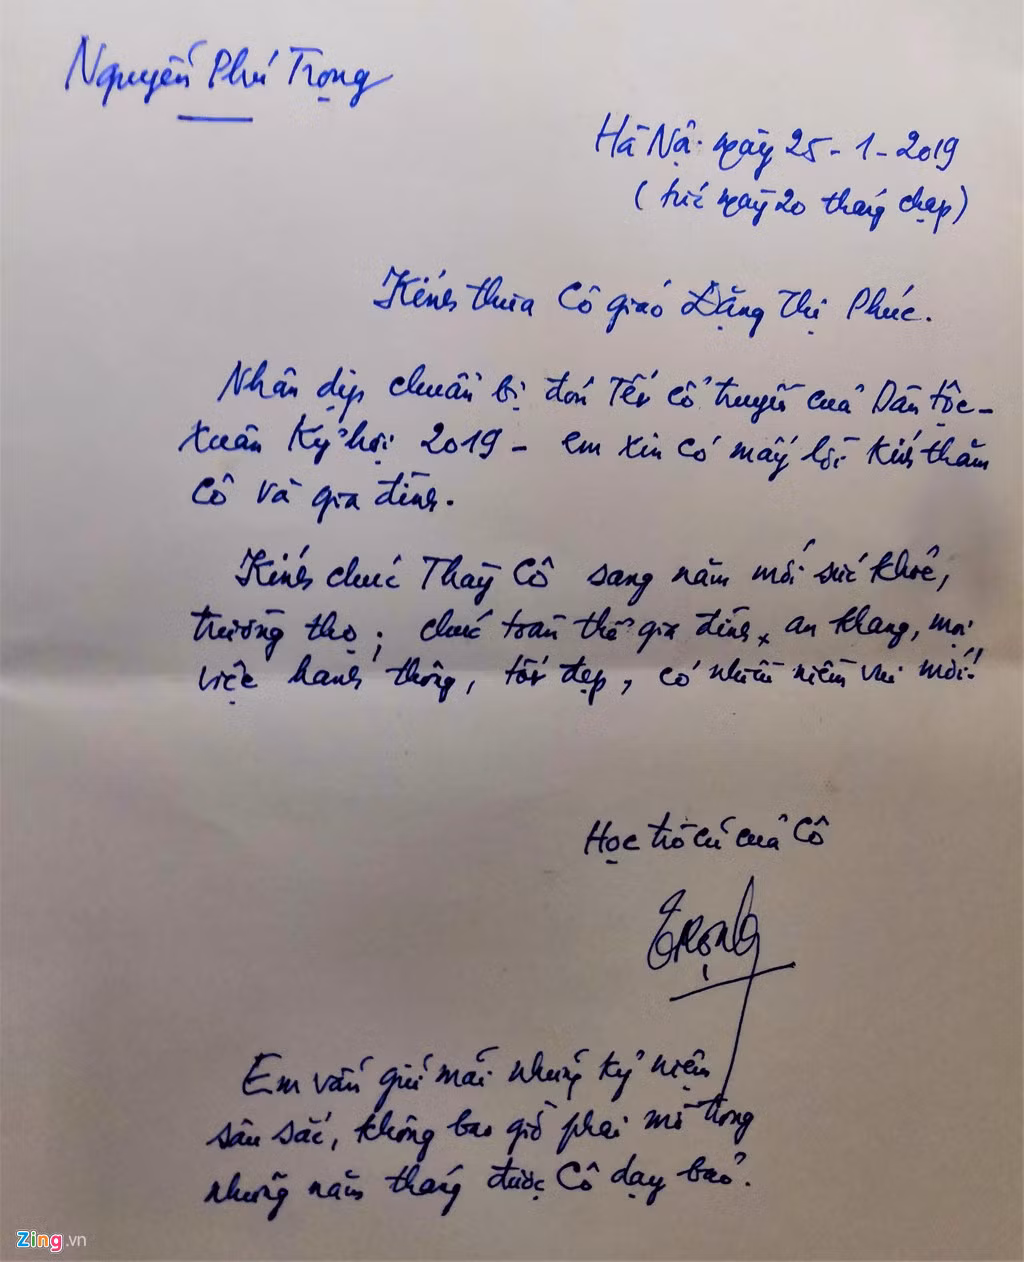 Nguyễn Phú Trọng
Hà Nội ngày 25-1-2019
(tức ngày 20 tháng chạp)
Kính thưa Cô giáo Đặng Thị Phúc.
Nhân dịp chuẩn bị đón Tết cổ truyền của Dân tộc -
Xuân Kỷ hợi 2019 - em xin có mấy lời kính thăm
Cô và gia đình.
Kính chúc Thầy Cô sang năm mới sức khoẻ,
trường thọ; chúc toàn thể gia đình an khang, mọi
việc hanh thông, tốt đẹp, có nhiều niềm vui mới!
Học trò cũ của Cô
Trọng
Em vẫn giữ mãi những kỷ niệm
sâu sắc, không bao giờ phai mờ trong
những năm tháng được Cô dạy bảo.
Zing.vn